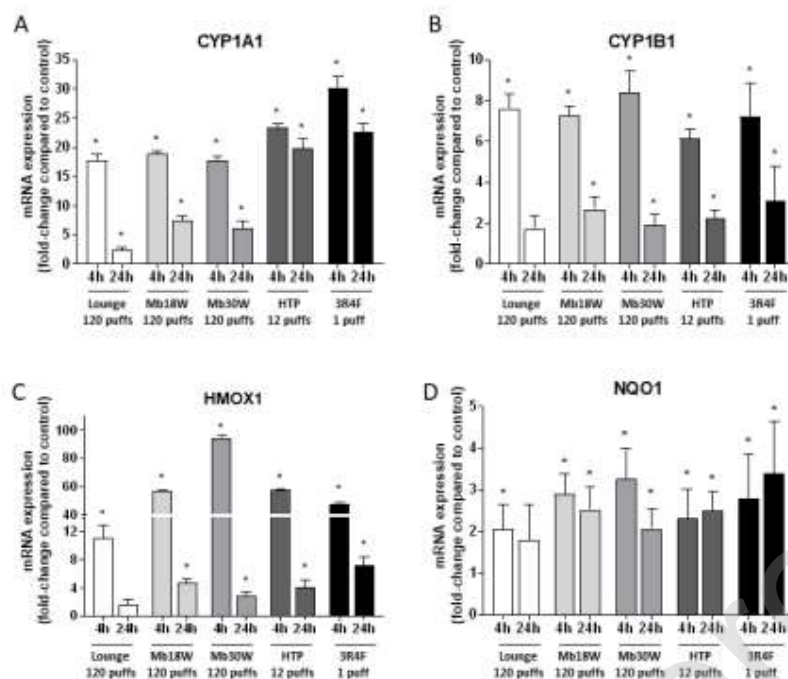 A
CYP1A1
mRNA expression
(fold-change compared to control)
35
30
25
20
15
10
5
0
* * * * * * * * * *
4h 24h 4h 24h 4h 24h 4h 24h 4h 24h
Lounge Mb18W Mb30W HTP 3R4F
120 puffs 120 puffs 120 puffs 12 puffs 1 puff
B
CYP1B1
mRNA expression
(fold-change compared to control)
10
8
6
4
2
0
* * * * * * * * *
4h 24h 4h 24h 4h 24h 4h 24h 4h 24h
Lounge Mb18W Mb30W HTP 3R4F
120 puffs 120 puffs 120 puffs 12 puffs 1 puff
C
HMOX1
mRNA expression
(fold-change compared to control)
100
80
60
40
12
8
4
0
* * * * * * * * *
4h 24h 4h 24h 4h 24h 4h 24h 4h 24h
Lounge Mb18W Mb30W HTP 3R4F
120 puffs 120 puffs 120 puffs 12 puffs 1 puff
D
NQO1
mRNA expression
(fold-change compared to control)
5
4
3
2
1
0
* * * * * * * * *
4h 24h 4h 24h 4h 24h 4h 24h 4h 24h
Lounge Mb18W Mb30W HTP 3R4F
120 puffs 120 puffs 120 puffs 12 puffs 1 puff